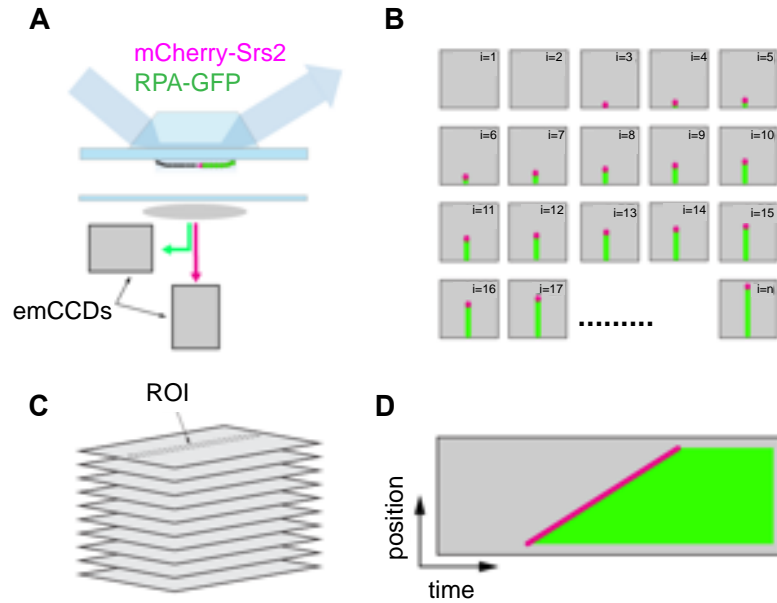 A
mCherry-Srs2
RPA-GFP
emCCDs
B
i=1 i=2 i=3 i=4 i=5
i=6 i=7 i=8 i=9 i=10
i=11 i=12 i=13 i=14 i=15
i=16 i=17 ......... i=n
C
ROI
D
position
time